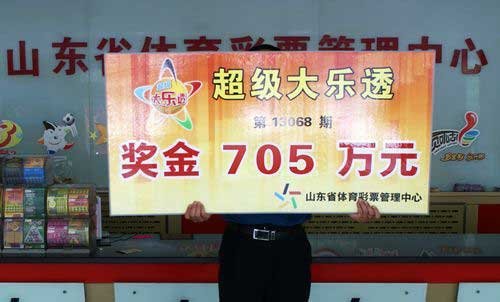 山东省体育彩票管理中心
大乐透
超级大乐透
第 13068 期
奖金 705 万元
山东省体育彩票管理中心